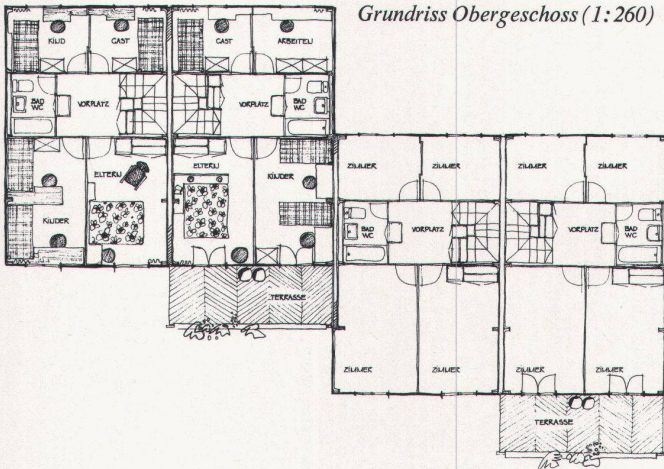 Grundriss Obergeschoss (1:260)
KIND
GAST
GAST
ARBEITEN
BAD
WC
VORPLATZ
VORPLATZ
BAD
WC
ELTERN
ELTERN
KINDER
KINDER
ZIMMER
ZIMMER
ZIMMER
ZIMMER
BAD
WC
VORPLATZ
VORPLATZ
BAD
WC
TERRASSE
ZIMMER
ZIMMER
ZIMMER
ZIMMER
TERRASSE